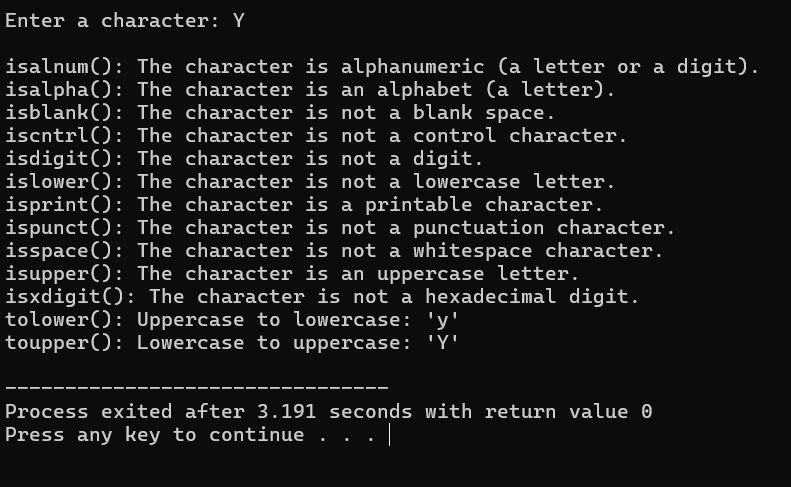 Enter a character: Y
isalnum(): The character is alphanumeric (a letter or a digit).
isalpha(): The character is an alphabet (a letter).
isblank(): The character is not a blank space.
iscntrl(): The character is not a control character.
isdigit(): The character is not a digit.
islower(): The character is not a lowercase letter.
isprint(): The character is a printable character.
ispunct(): The character is not a punctuation character.
isspace(): The character is not a whitespace character.
isupper(): The character is an uppercase letter.
isxdigit(): The character is not a hexadecimal digit.
tolower(): Uppercase to lowercase: 'y'
toupper(): Lowercase to uppercase: 'Y'
--------------------------------
Process exited after 3.191 seconds with return value 0
Press any key to continue . . .